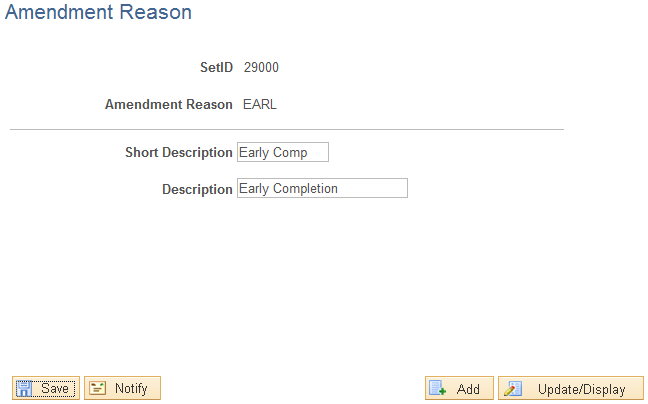 Amendment Reason
SetID 29000
Amendment Reason EARL
Short Description Early Comp
Description Early Completion
Save Notify Add Update/Display